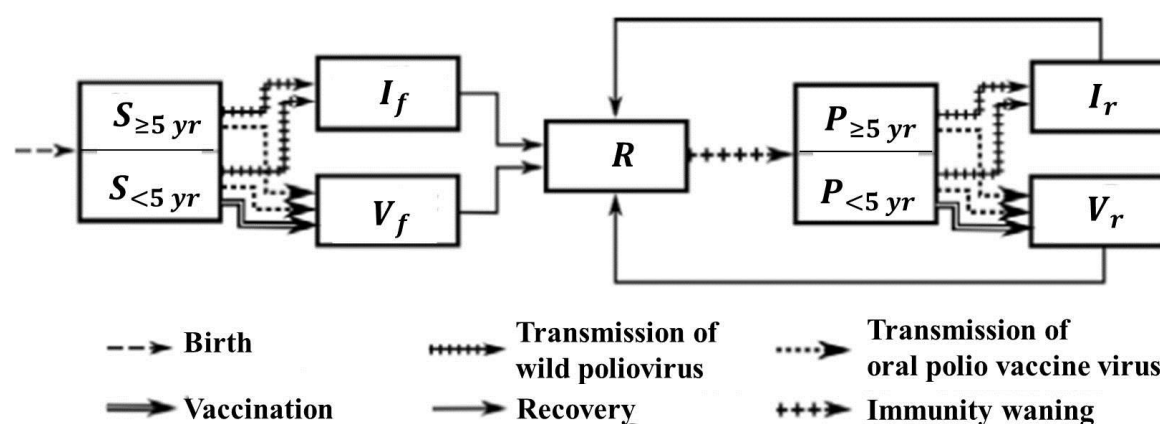 S≥5 yr
S<5 yr
I_f
V_f
R
P≥5 yr
P<5 yr
I_r
V_r
Birth
Transmission of
wild poliovirus
Transmission of
oral polio vaccine virus
Vaccination
Recovery
Immunity waning